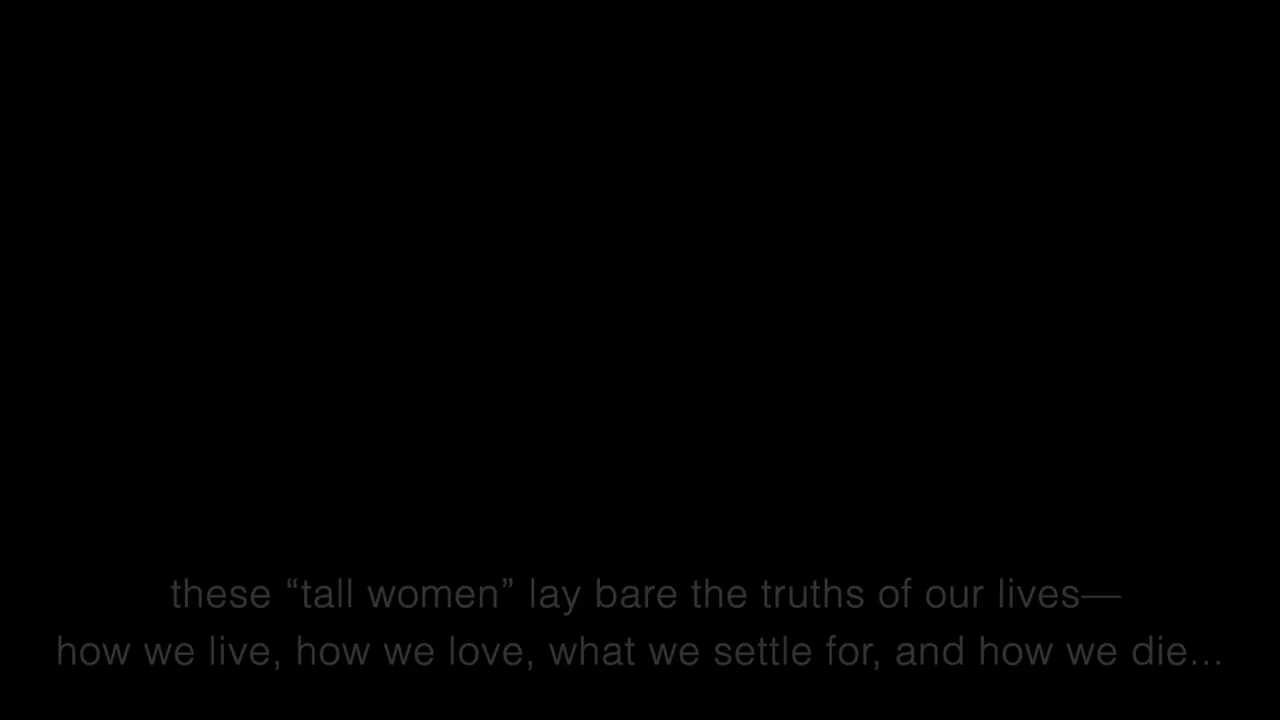 these “tall women” lay bare the truths of our lives—
how we live, how we love, what we settle for, and how we die...